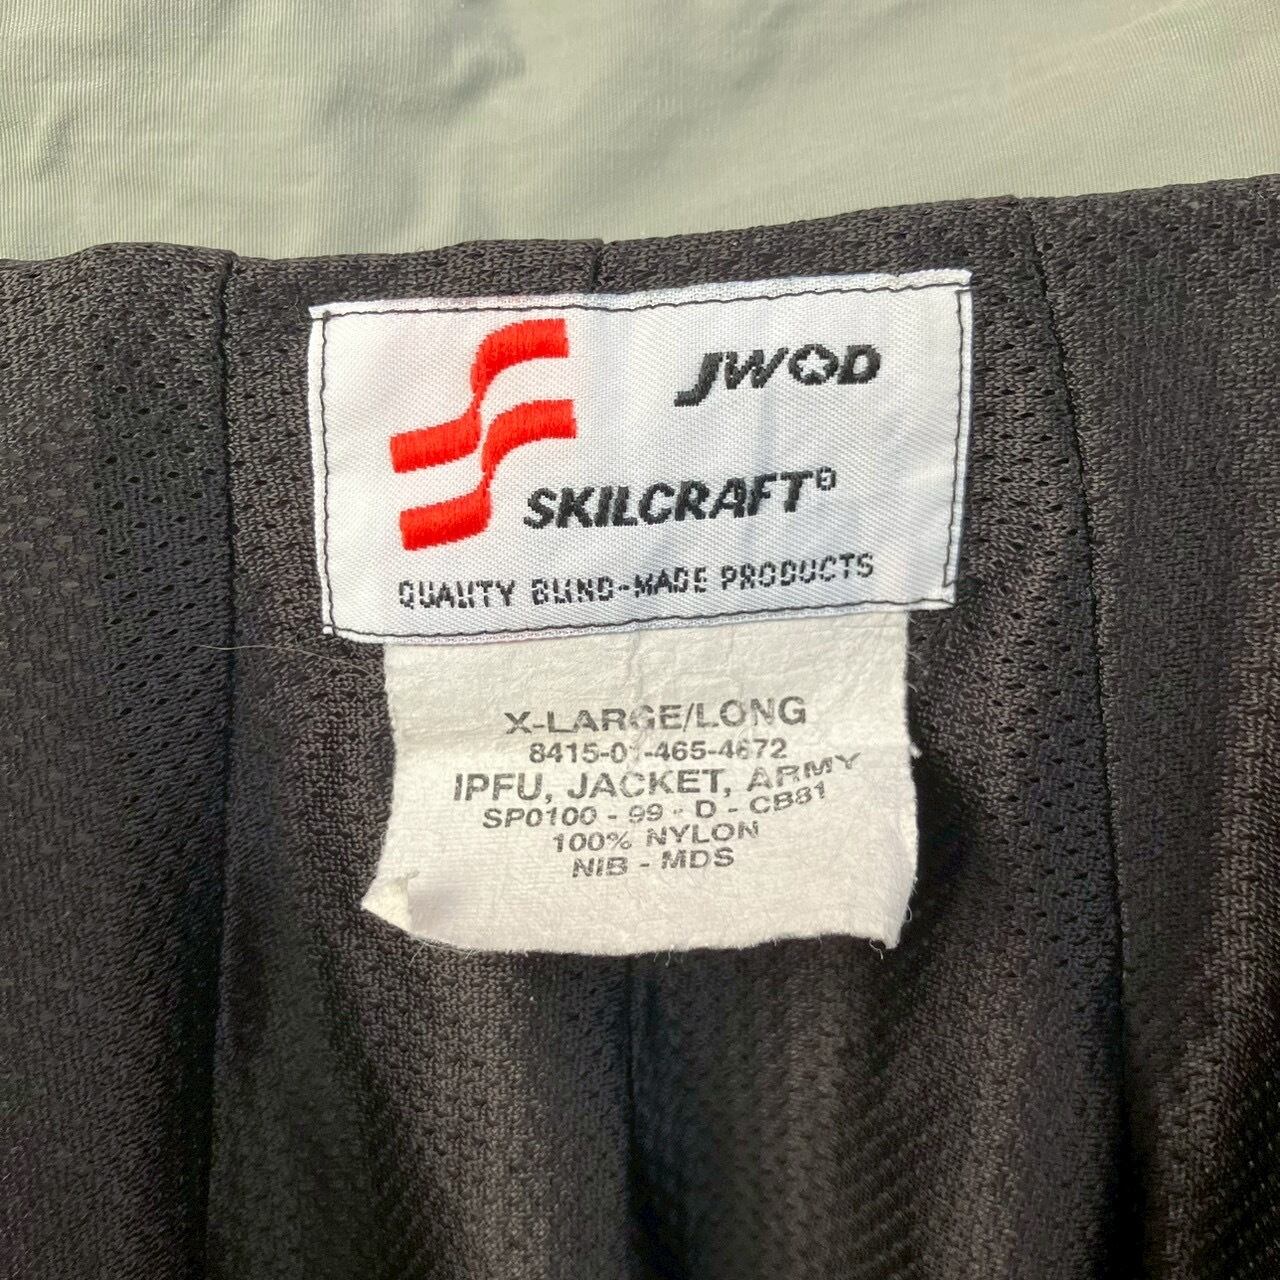 JWOD
SKILCRAFT®
QUALITY BLIND-MADE PRODUCTS
X-LARGE/LONG
8415-01-465-4672
IPFU, JACKET, ARMY
SP0100 - 99 - D - CB81
100% NYLON
NIB - MDS